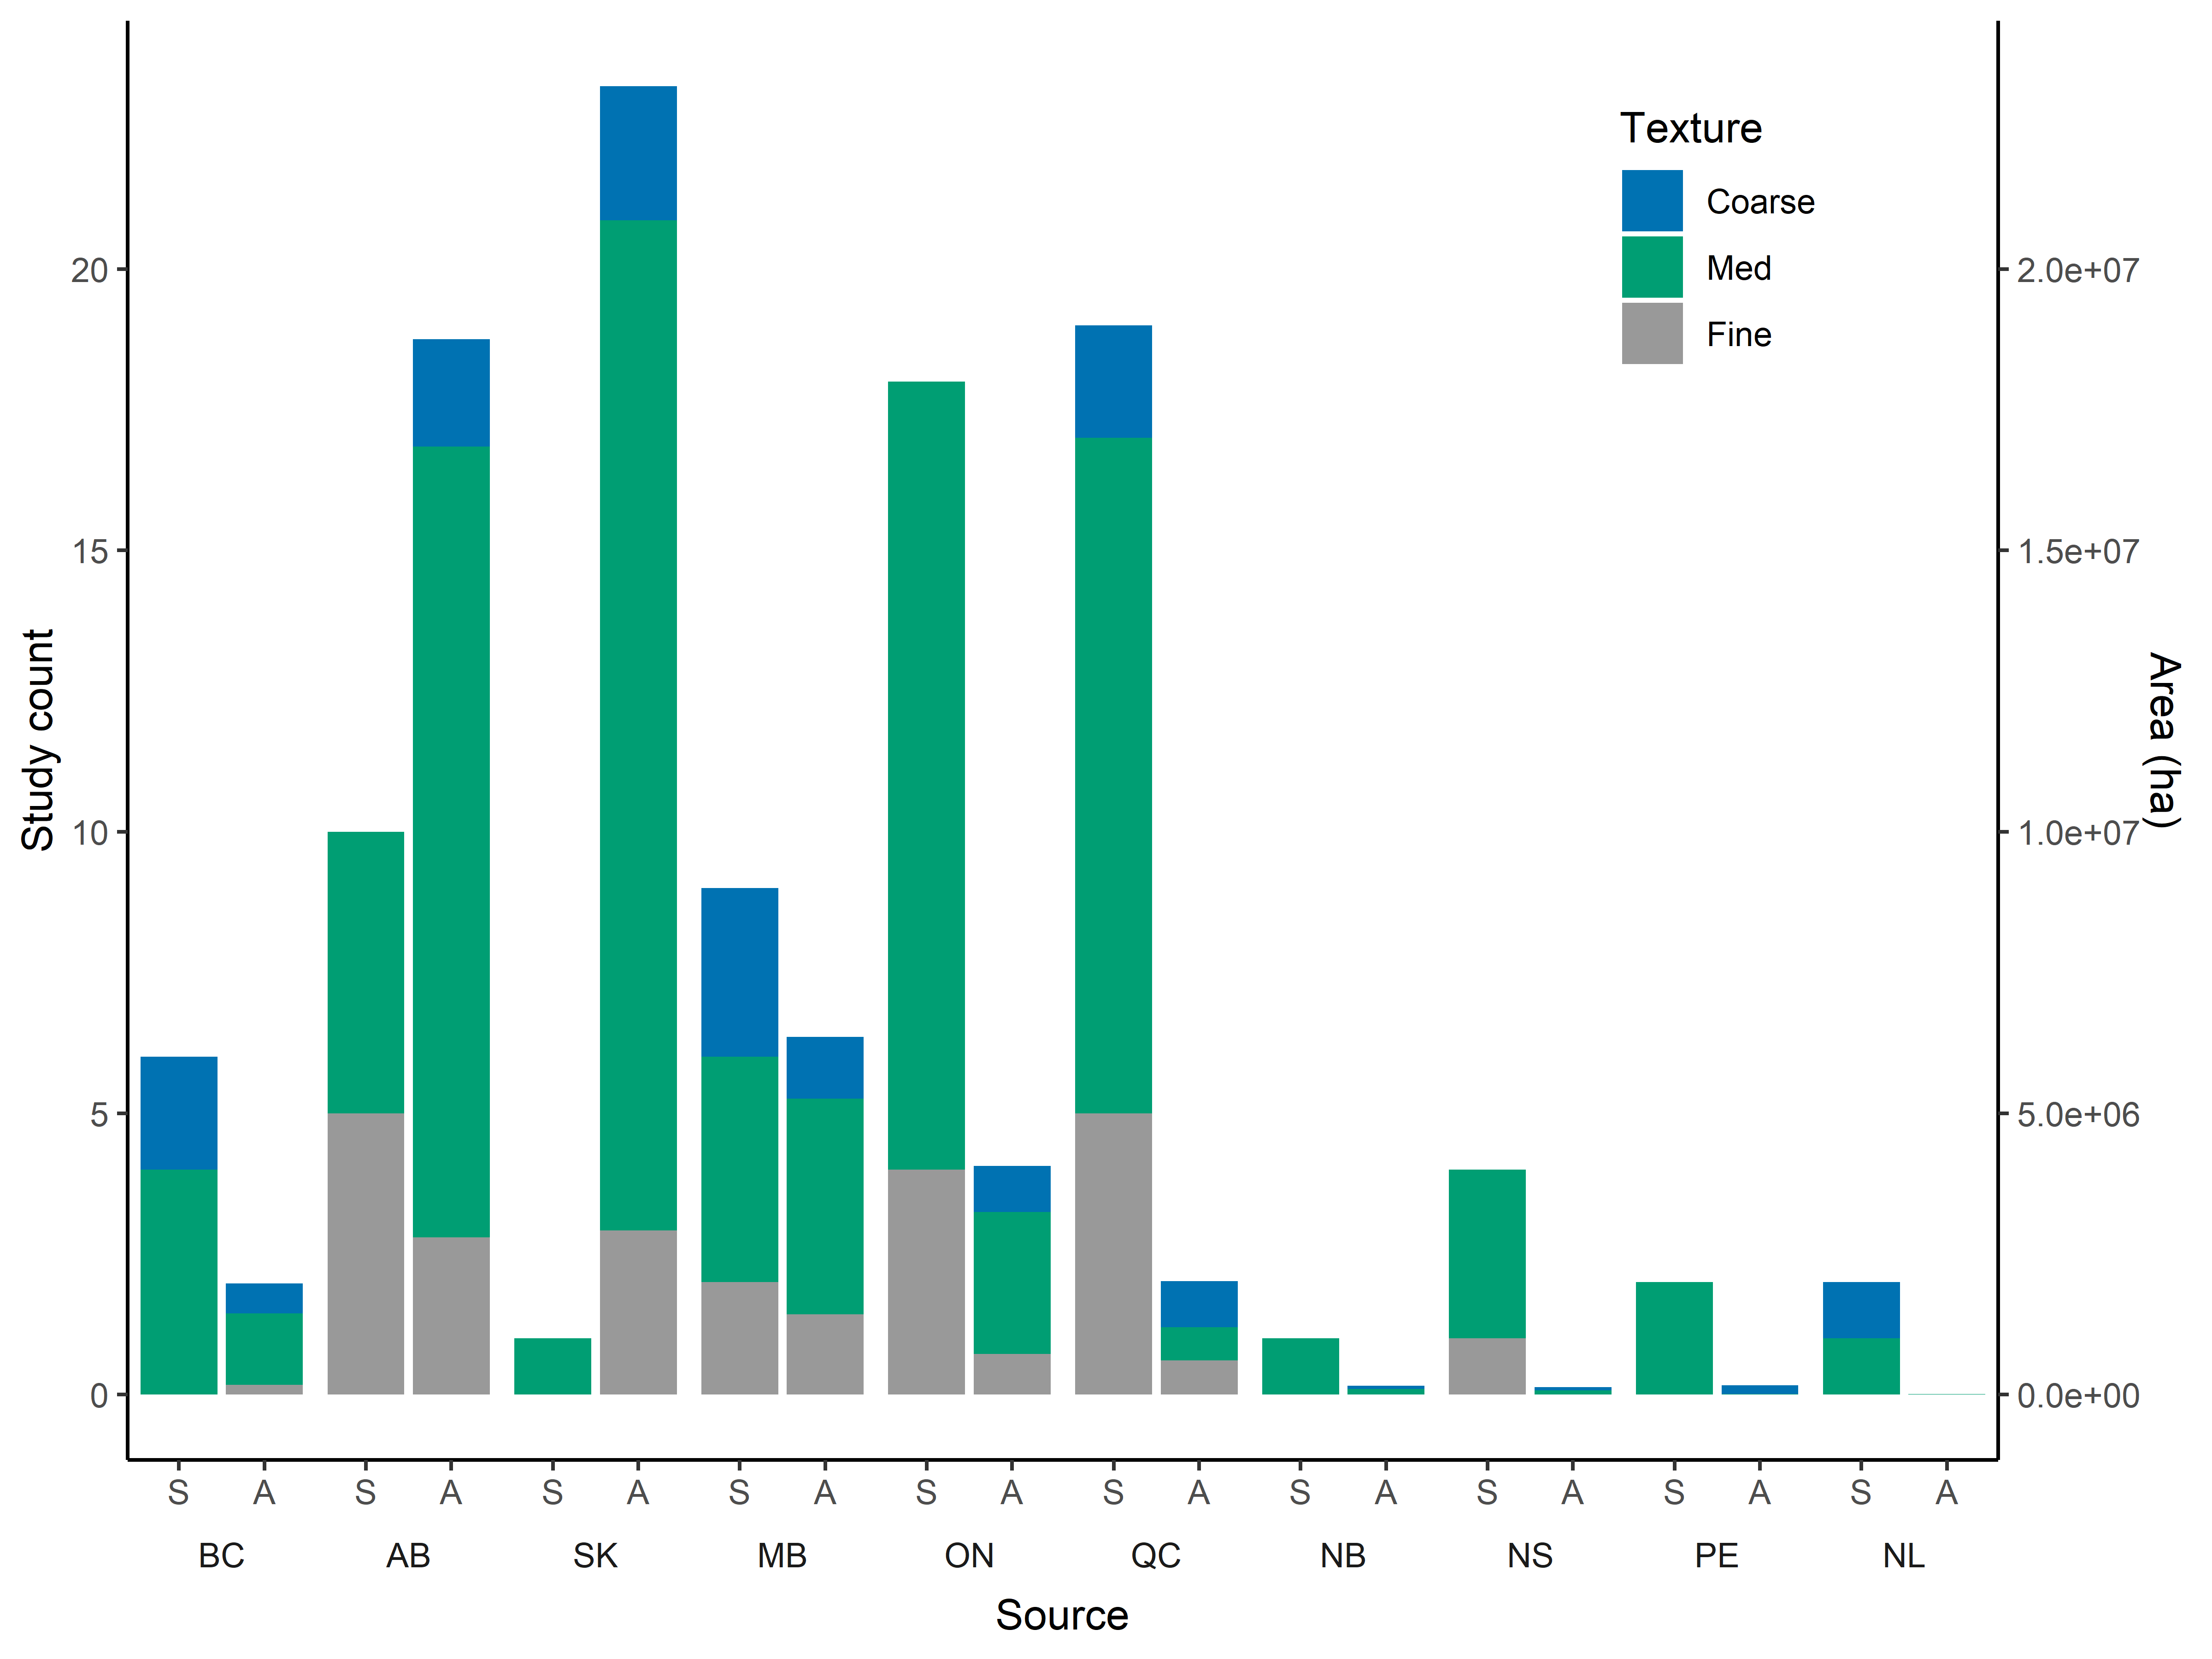 Texture
Coarse
Med
Fine
Study count
20
15
10
5
0
2.0e+07
1.5e+07
1.0e+07
5.0e+06
0.0e+00
Area (ha)
S A S A S A S A S A S A S A S A S A S A
BC AB SK MB ON QC NB NS PE NL
Source